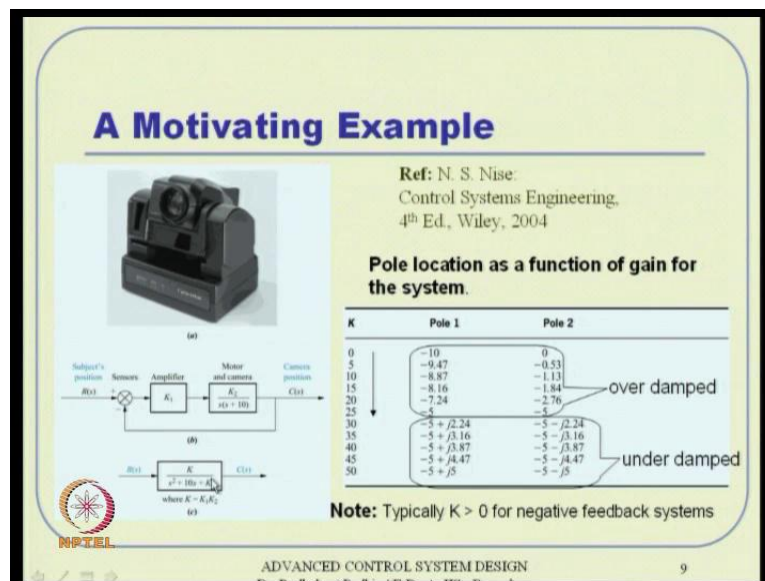 A Motivating Example
Ref: N. S. Nise:
Control Systems Engineering,
4th Ed., Wiley, 2004
Pole location as a function of gain for
the system.
(a)
Subject's position Sensors Amplifier Motor and camera Camera position
R(s) + - K₁ K₂ / s(s + 10) C(s)
(b)
R(s) K / s² + 10s + K C(s)
where K = K₁K₂
(c)
K Pole 1 Pole 2
0 -10 0
5 -9.47 -0.53
10 -8.87 -1.13
15 -8.16 -1.84
20 -7.24 -2.76
25 -5 -5
30 -5 + j2.24 -5 - j2.24
35 -5 + j3.16 -5 - j3.16
40 -5 + j3.87 -5 - j3.87
45 -5 + j4.47 -5 - j4.47
50 -5 + j5 -5 - j5
over damped
under damped
Note: Typically K > 0 for negative feedback systems
NPTEL
ADVANCED CONTROL SYSTEM DESIGN
9